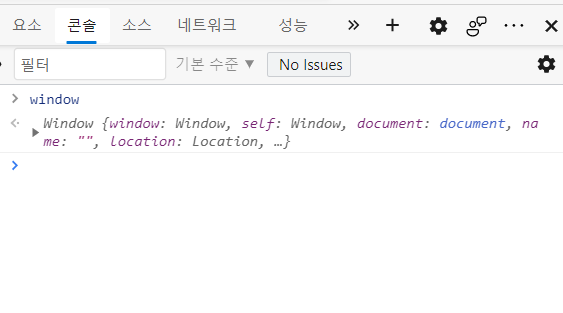 요소 콘솔 소스 네트워크 성능
필터 기본 수준 ▼ No Issues
window
Window {window: Window, self: Window, document: document, na
me: "", location: Location, …}